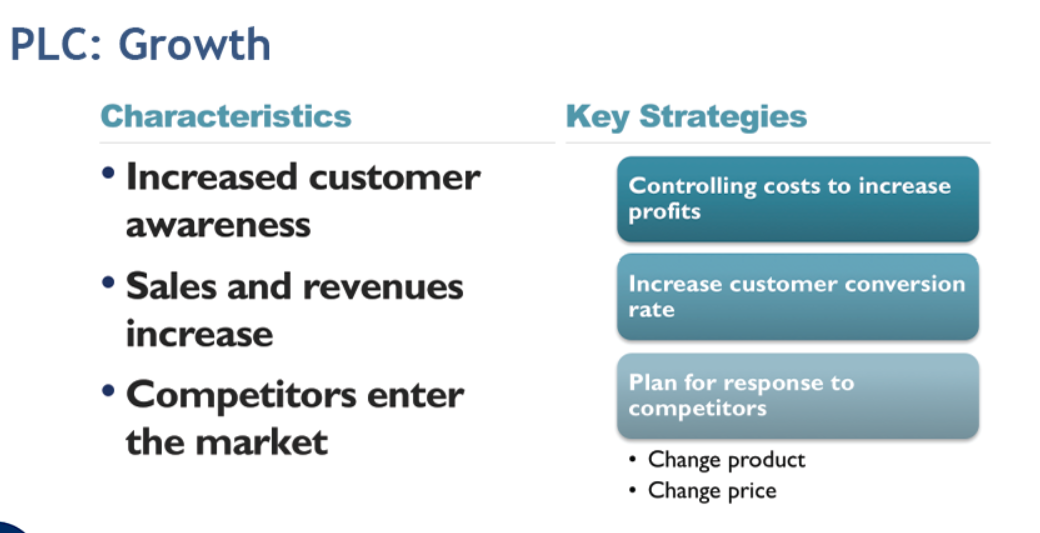 PLC: Growth
Characteristics
• Increased customer
awareness
• Sales and revenues
increase
• Competitors enter
the market
Key Strategies
Controlling costs to increase
profits
Increase customer conversion
rate
Plan for response to
competitors
• Change product
• Change price